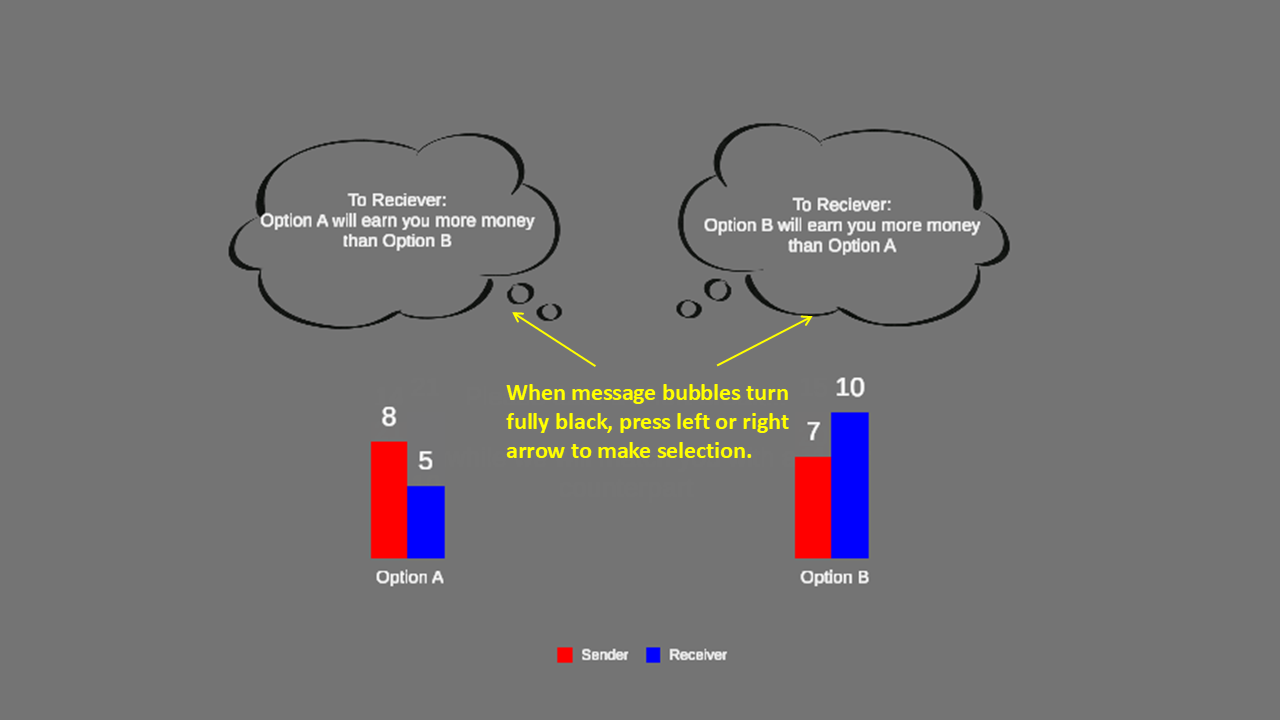 To Reciever:
Option A will earn you more money
than Option B
To Reciever:
Option B will earn you more money
than Option A
When message bubbles turn
fully black, press left or right
arrow to make selection.
8
5
7
10
Option A
Option B
Sender
Receiver